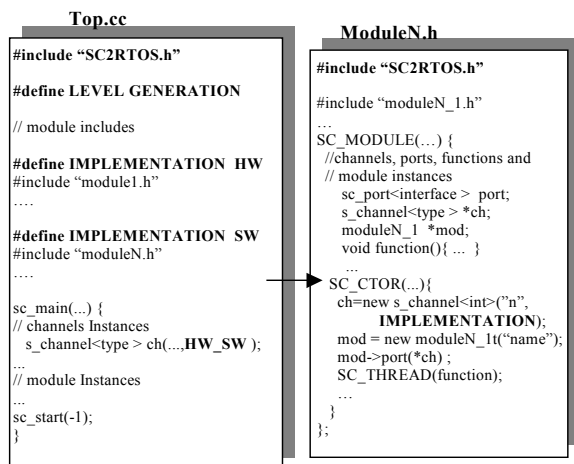 Top.cc
#include “SC2RTOS.h”
#define LEVEL GENERATION
// module includes
#define IMPLEMENTATION HW
#include “module1.h”
….
#define IMPLEMENTATION SW
#include “moduleN.h”
….
sc_main(...) {
// channels Instances
s_channel<type > ch(...,HW_SW );
...
// module Instances
...
sc_start(-1);
}
ModuleN.h
#include “SC2RTOS.h”
#include “moduleN_1.h”
…
SC_MODULE(…) {
//channels, ports, functions and
// module instances
sc_port<interface > port;
s_channel<type > *ch;
moduleN_1 *mod;
void function(){ ... }
...
SC_CTOR(...){
ch=new s_channel<int>(”n”,
IMPLEMENTATION);
mod = new moduleN_1t(“name”);
mod->port(*ch) ;
SC_THREAD(function);
…
}
};